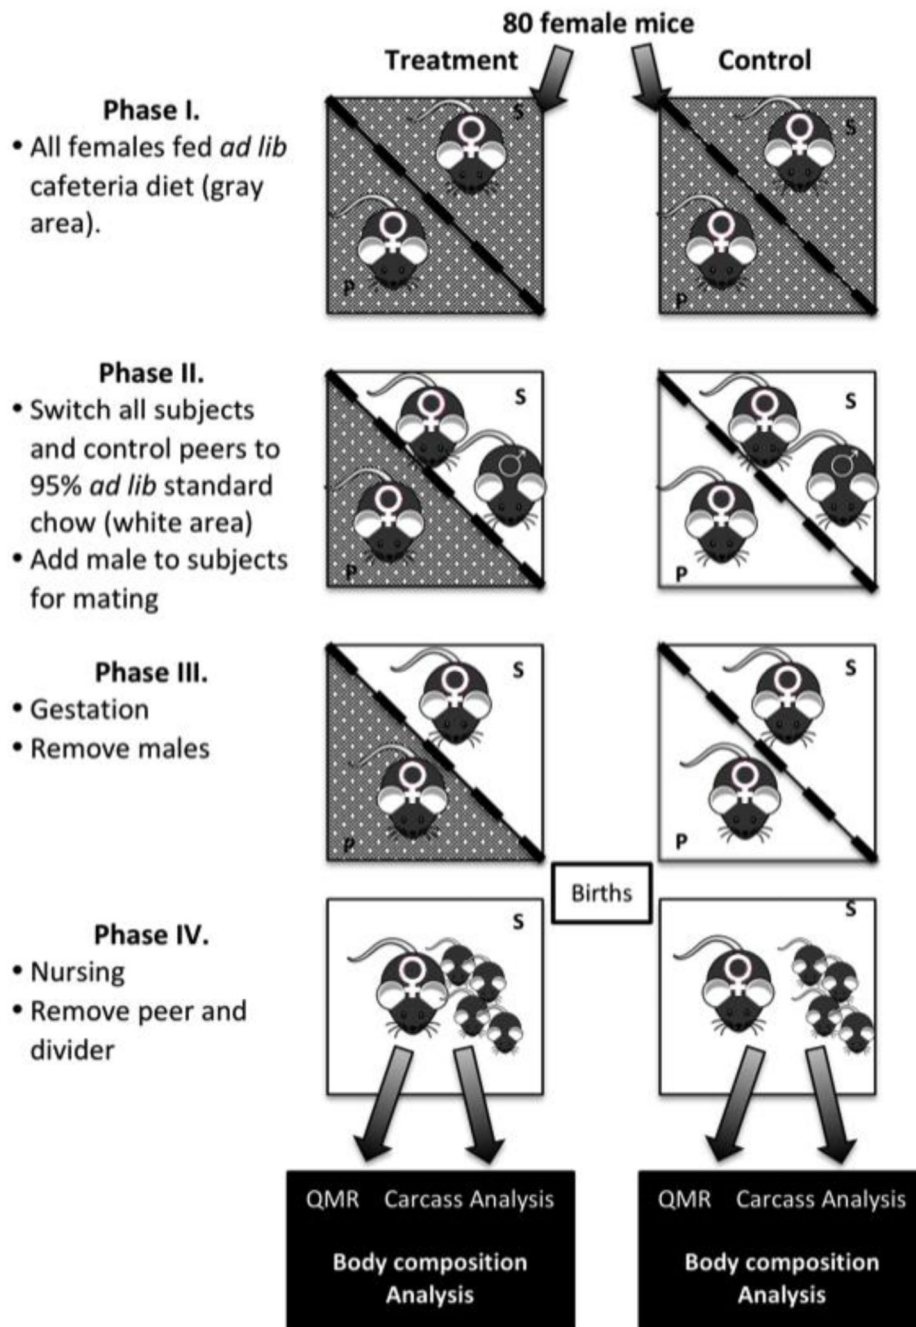 80 female mice
Treatment
Control
Phase I.
• All females fed ad lib
cafeteria diet (gray
area).
S
P
S
P
Phase II.
• Switch all subjects
and control peers to
95% ad lib standard
chow (white area)
• Add male to subjects
for mating
S
P
S
P
Phase III.
• Gestation
• Remove males
S
P
S
P
Births
Phase IV.
• Nursing
• Remove peer and
divider
S
S
QMR Carcass Analysis
Body composition
Analysis
QMR Carcass Analysis
Body composition
Analysis